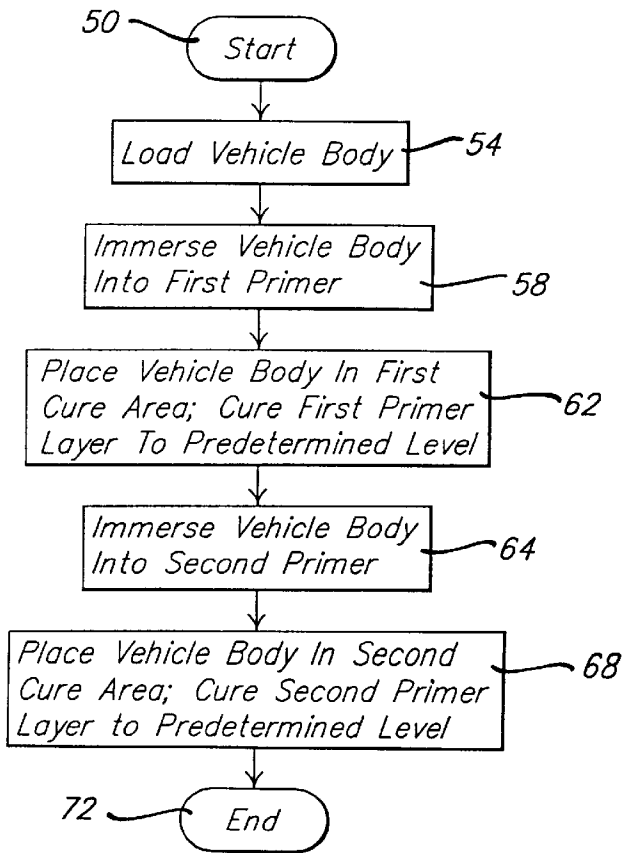 50
Start
Load Vehicle Body
54
Immerse Vehicle Body
Into First Primer
58
Place Vehicle Body In First
Cure Area; Cure First Primer
Layer To Predetermined Level
62
Immerse Vehicle Body
Into Second Primer
64
Place Vehicle Body In Second
Cure Area; Cure Second Primer
Layer to Predetermined Level
68
72
End